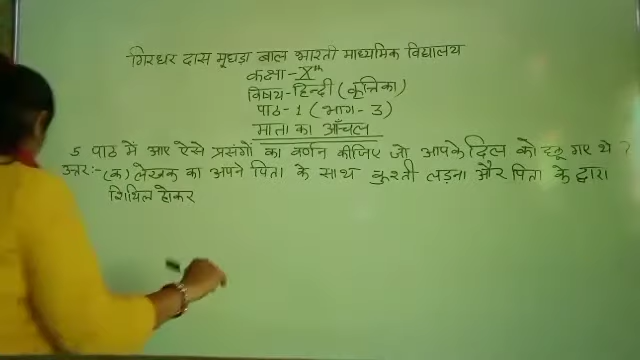 गिरधर दास मूंधड़ा बाल भारती माध्यमिक विद्यालय
कक्षा - Xth
विषय - हिन्दी (कृत्तिका)
पाठ - 1 (भाग - 3)
माता का आँचल
5 पाठ में आए ऐसे प्रसंगों का वर्णन कीजिए जो आपके दिल को छू गए थे ?
उत्तर:- (क) लेखक का अपने पिता के साथ कुश्ती लड़ना और पिता के द्वारा
शिथिल होकर